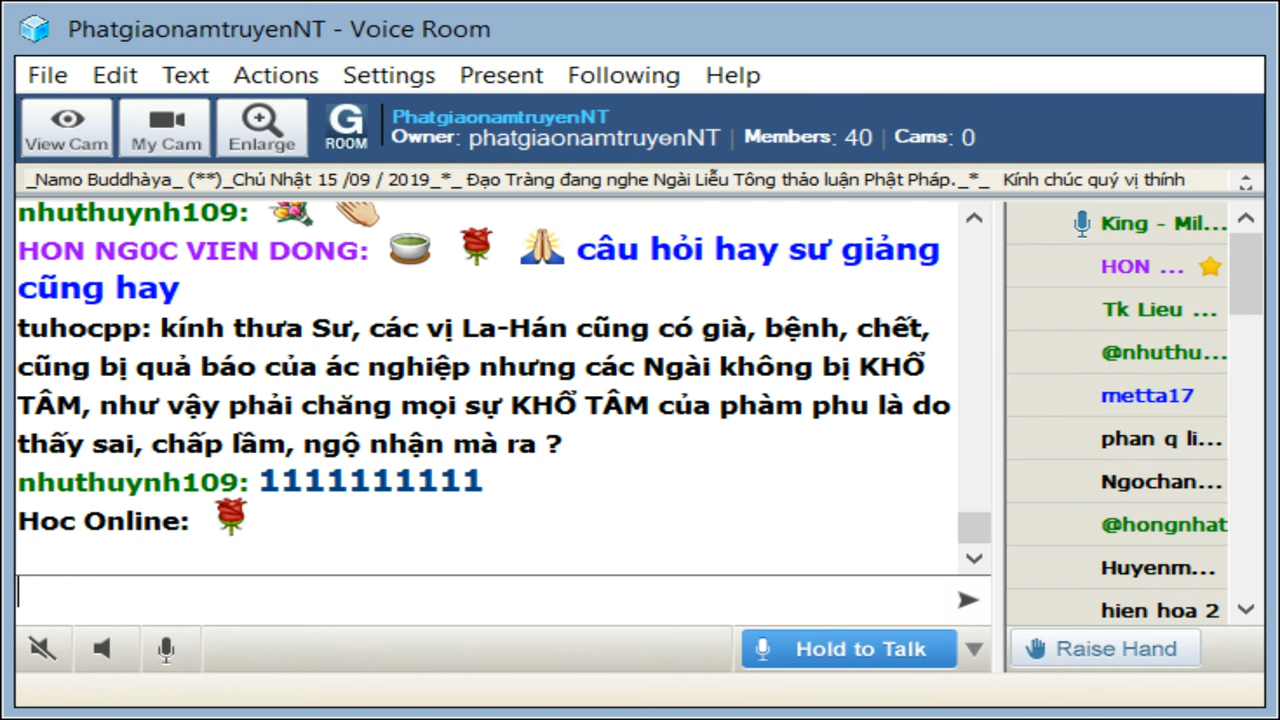 PhatgiaonamtruyenNT - Voice Room
File Edit Text Actions Settings Present Following Help
View Cam My Cam Enlarge G ROOM
PhatgiaonamtruyenNT
Owner: phatgiaonamtruyenNT | Members: 40 | Cams: 0
_Namo Buddhàya_ (**)_Chủ Nhật 15 /09 / 2019_*_ Đạo Tràng đang nghe Ngài Liễu Tông thảo luận Phật Pháp._*_ Kính chúc quý vị thính
nhuthuynh109:
HON NG0C VIEN DONG: câu hỏi hay sư giảng
cũng hay
tuhocpp: kính thưa Sư, các vị La-Hán cũng có già, bệnh, chết,
cũng bị quả báo của ác nghiệp nhưng các Ngài không bị KHỔ
TÂM, như vậy phải chăng mọi sự KHỔ TÂM của phàm phu là do
thấy sai, chấp lầm, ngộ nhận mà ra ?
nhuthuynh109: 1111111111
Hoc Online:
King - Mil...
HON ...
Tk Lieu ...
@nhuthu...
metta17
phan q li...
Ngochan...
@hongnhat
Huyenm...
hien hoa 2
Hold to Talk
Raise Hand